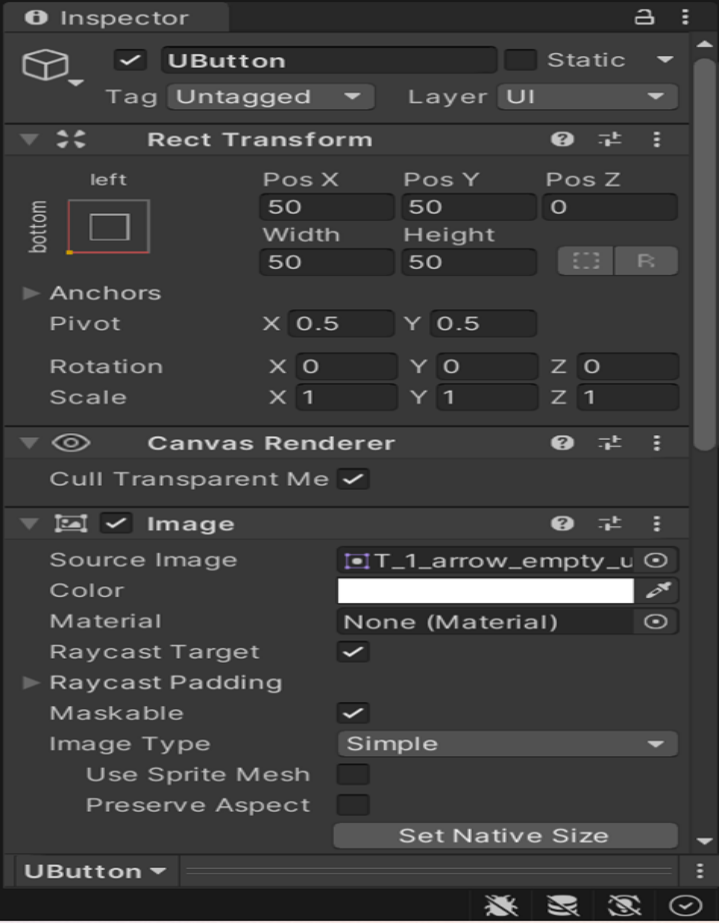 Inspector
UButton Static
Tag Untagged Layer UI
Rect Transform
left Pos X Pos Y Pos Z
bottom 50 50 0
Width Height
50 50 R
Anchors
Pivot X 0.5 Y 0.5
Rotation X 0 Y 0 Z 0
Scale X 1 Y 1 Z 1
Canvas Renderer
Cull Transparent Me
Image
Source Image T_1_arrow_empty_u
Color
Material None (Material)
Raycast Target
Raycast Padding
Maskable
Image Type Simple
Use Sprite Mesh
Preserve Aspect
Set Native Size
UButton